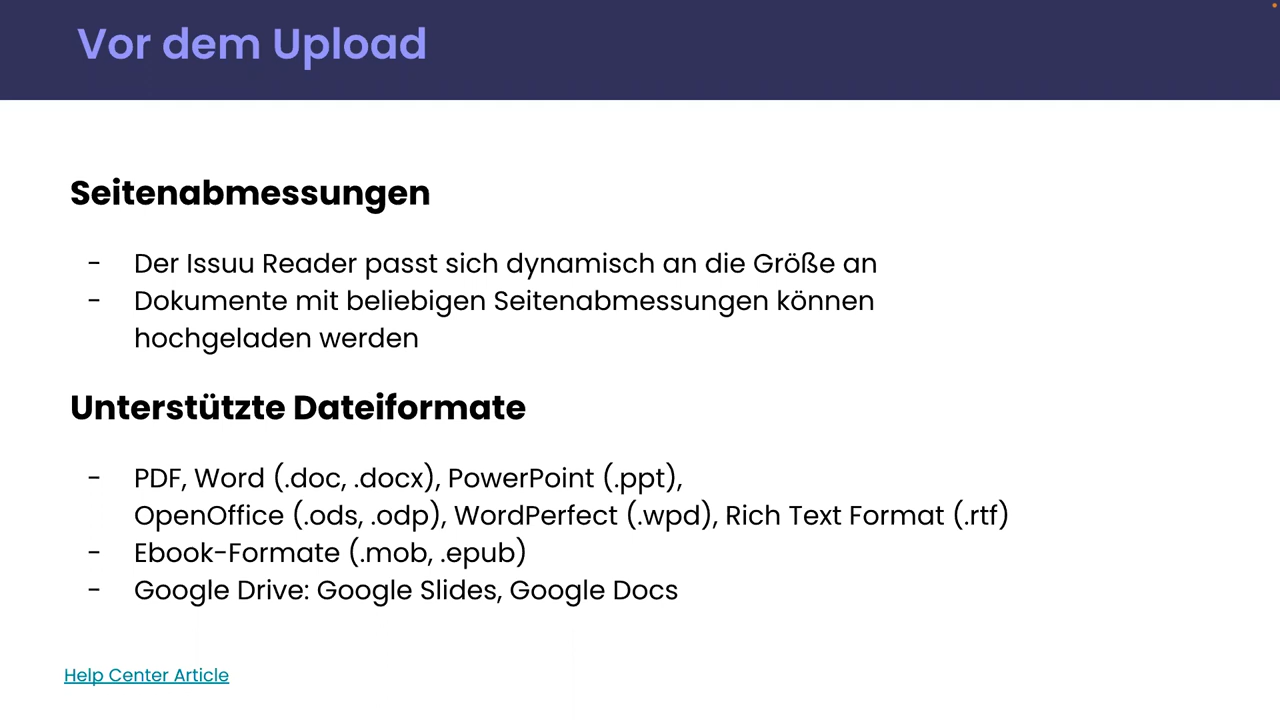 Vor dem Upload
Seitenabmessungen
- Der Issuu Reader passt sich dynamisch an die Größe an
- Dokumente mit beliebigen Seitenabmessungen können
hochgeladen werden
Unterstützte Dateiformate
- PDF, Word (.doc, .docx), PowerPoint (.ppt),
OpenOffice (.ods, .odp), WordPerfect (.wpd), Rich Text Format (.rtf)
- Ebook-Formate (.mob, .epub)
- Google Drive: Google Slides, Google Docs
Help Center Article